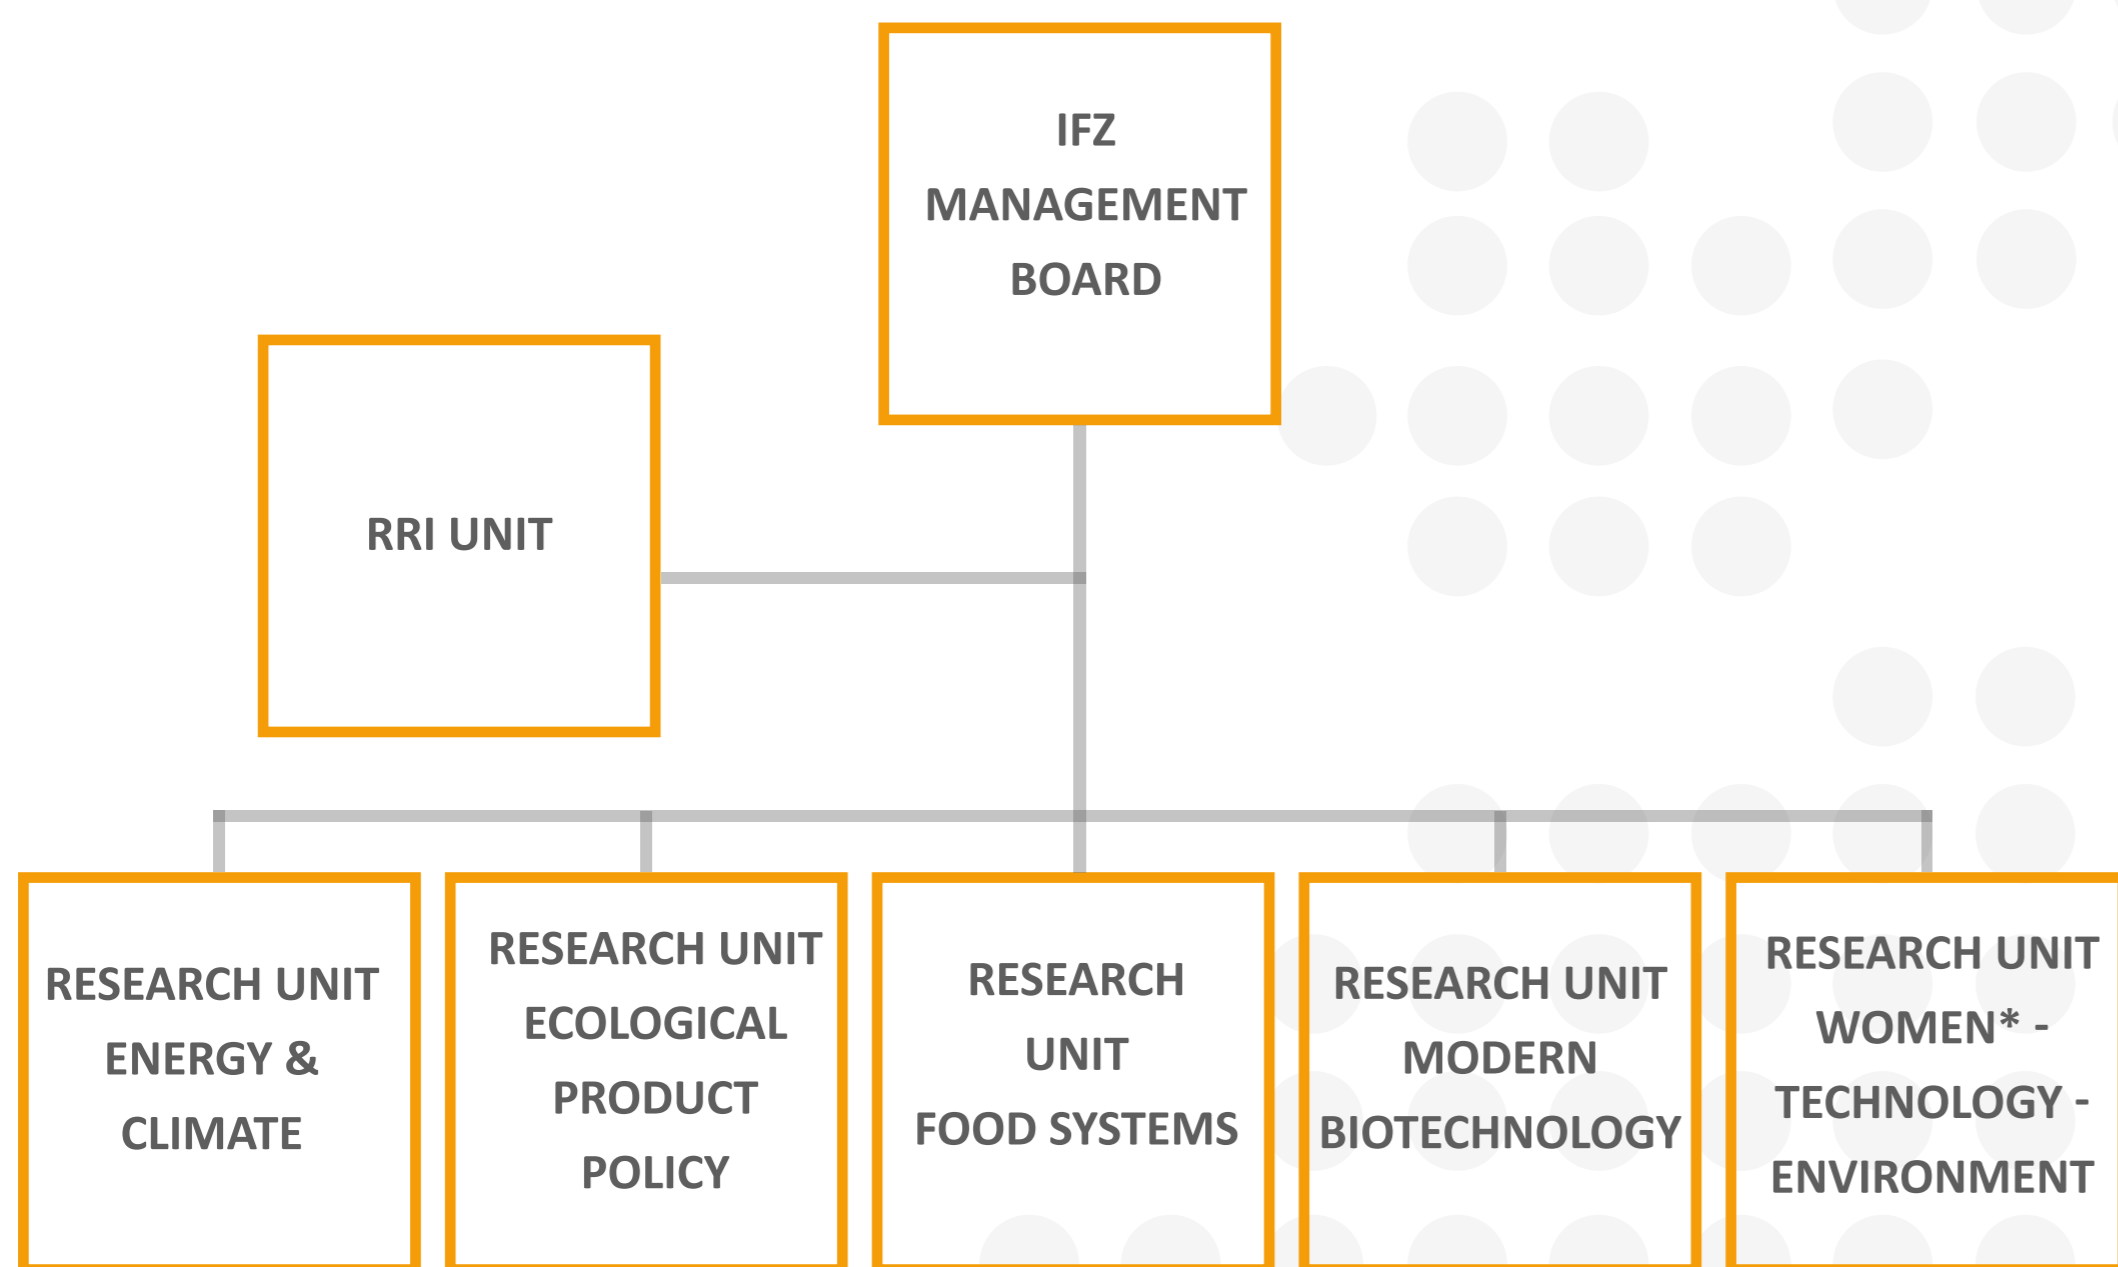 IFZ
MANAGEMENT
BOARD
RRI UNIT
RESEARCH UNIT
ENERGY &
CLIMATE
RESEARCH UNIT
ECOLOGICAL
PRODUCT
POLICY
RESEARCH
UNIT
FOOD SYSTEMS
RESEARCH UNIT
MODERN
BIOTECHNOLOGY
RESEARCH UNIT
WOMEN* -
TECHNOLOGY -
ENVIRONMENT